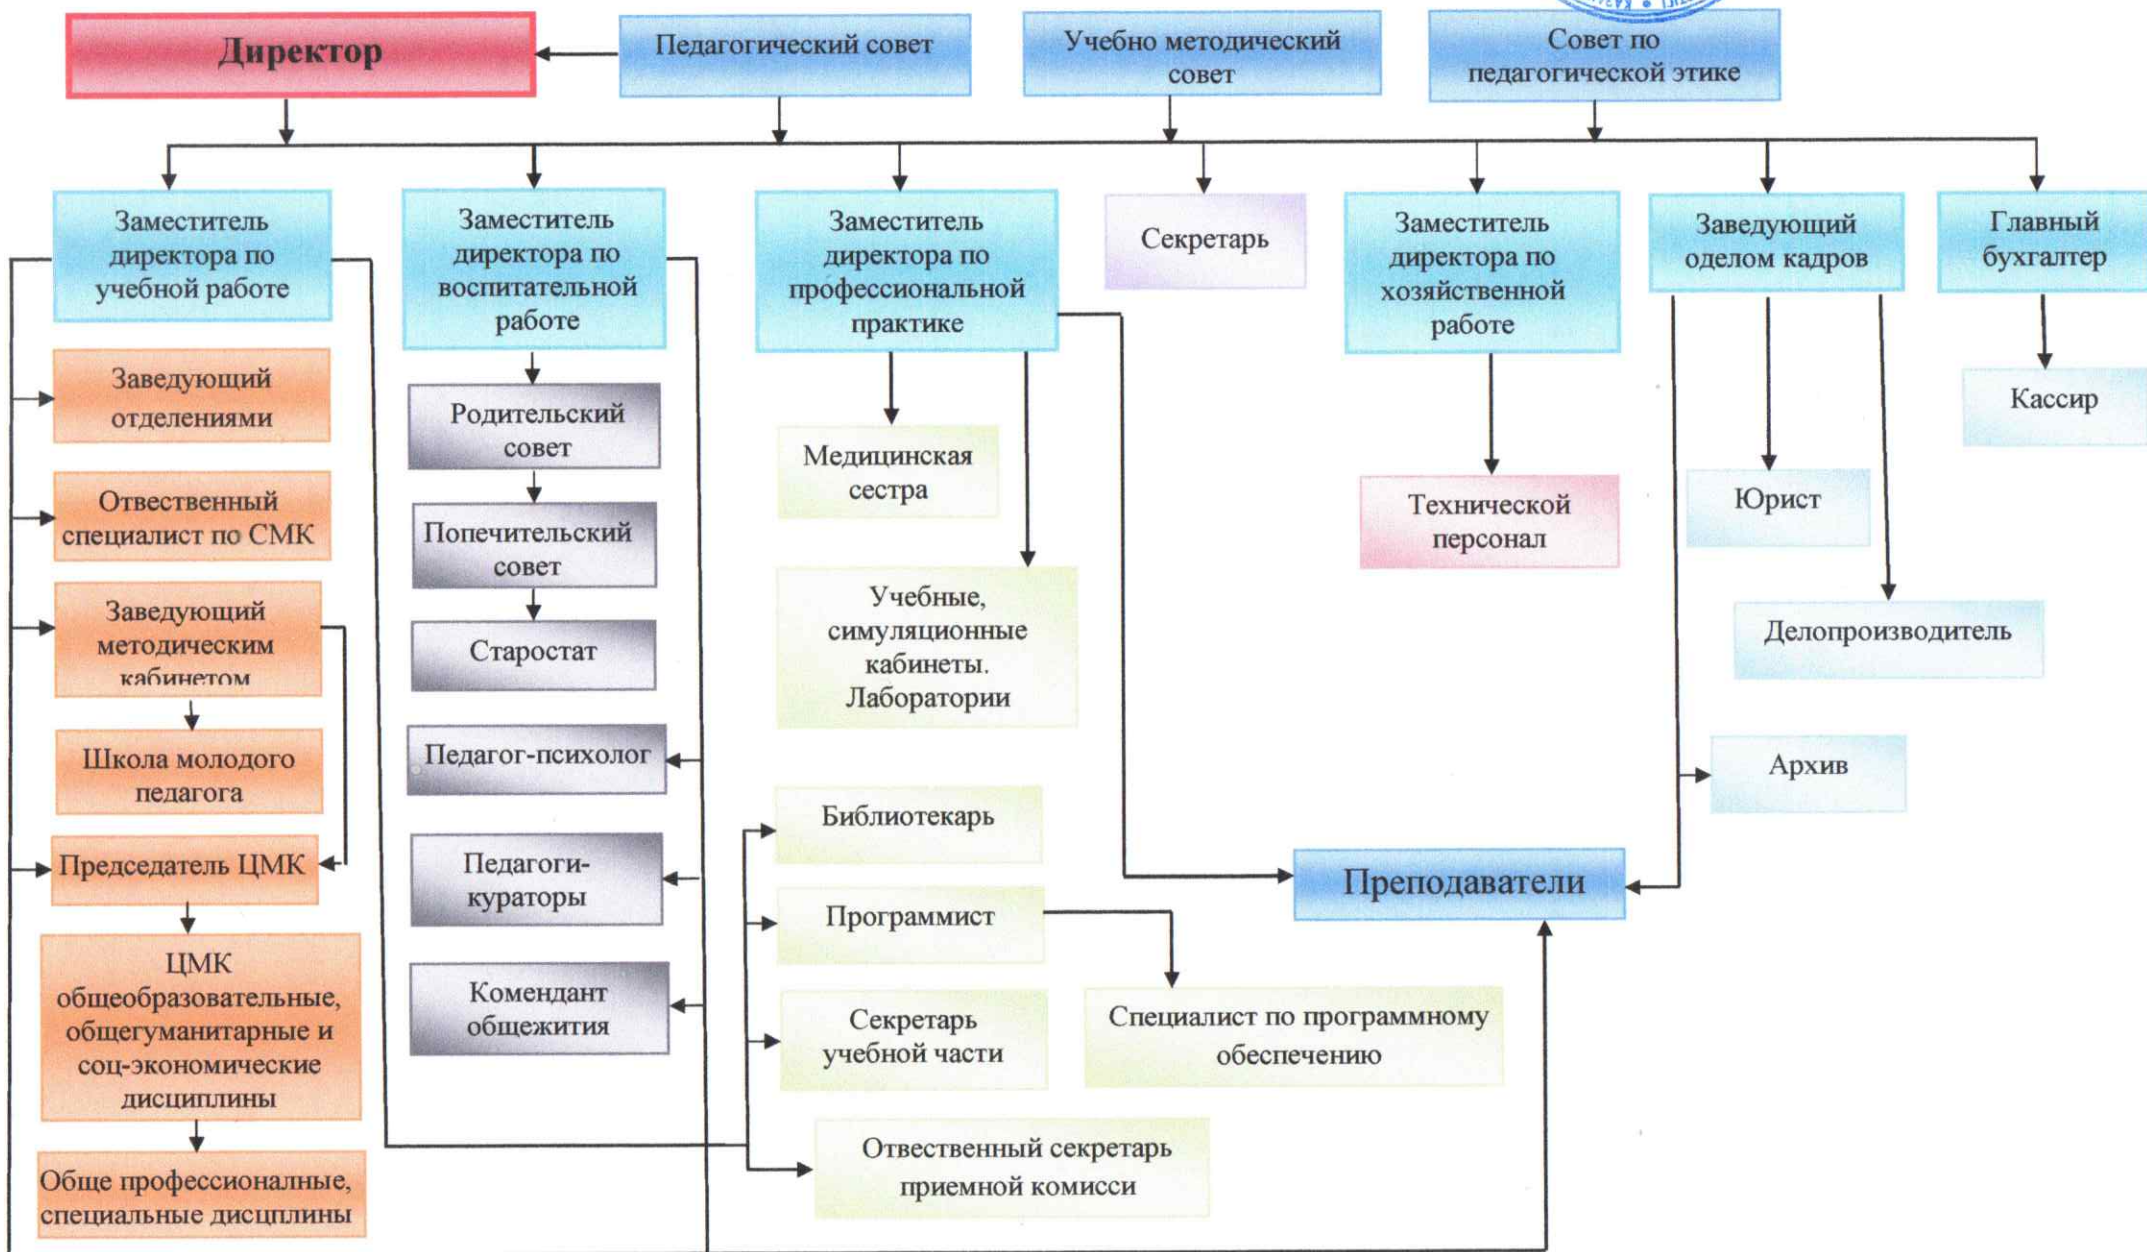 Директор
Педагогический совет
Учебно методический
совет
Совет по
педагогической этике
Заместитель
директора по
учебной работе
Заместитель
директора по
воспитательной
работе
Заместитель
директора по
профессиональной
практике
Секретарь
Заместитель
директора по
хозяйственной
работе
Заведующий
оделом кадров
Главный
бухгалтер
Заведующий
отделениями
Отвественный
специалист по СМК
Заведующий
методическим
кабинетом
Школа молодого
педагога
Председатель ЦМК
ЦМК
общеобразовательные,
общегуманитарные и
соц-экономические
дисциплины
Обще профессионалные,
специальные дисцплины
Родительский
совет
Попечительский
совет
Старостат
Педагог-психолог
Педагоги-
кураторы
Комендант
общежития
Медицинская
сестра
Учебные,
симуляционные
кабинеты.
Лаборатории
Библиотекарь
Программист
Секретарь
учебной части
Отвественный секретарь
приемной комисси
Специалист по программному
обеспечению
Технической
персонал
Юрист
Делопроизводитель
Архив
Кассир
Преподаватели